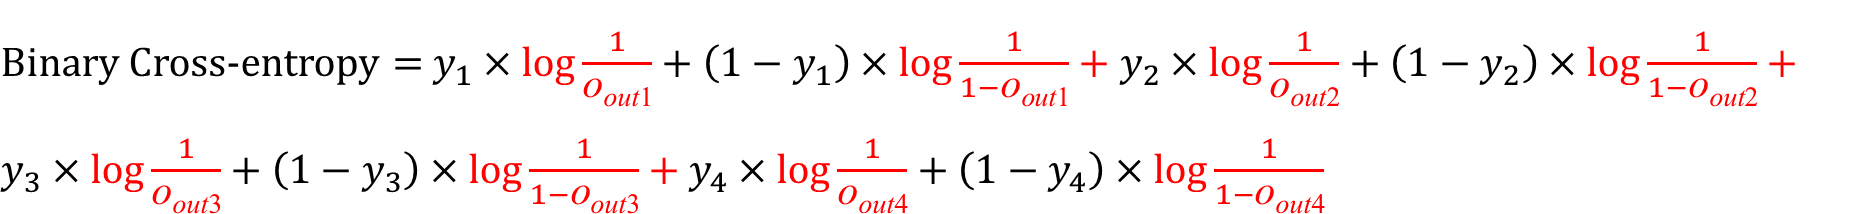 Binary Cross-entropy = y₁ × log 1/O_out1 + (1 − y₁) × log 1/1−O_out1 + y₂ × log 1/O_out2 + (1 − y₂) × log 1/1−O_out2 +
y₃ × log 1/O_out3 + (1 − y₃) × log 1/1−O_out3 + y₄ × log 1/O_out4 + (1 − y₄) × log 1/1−O_out4